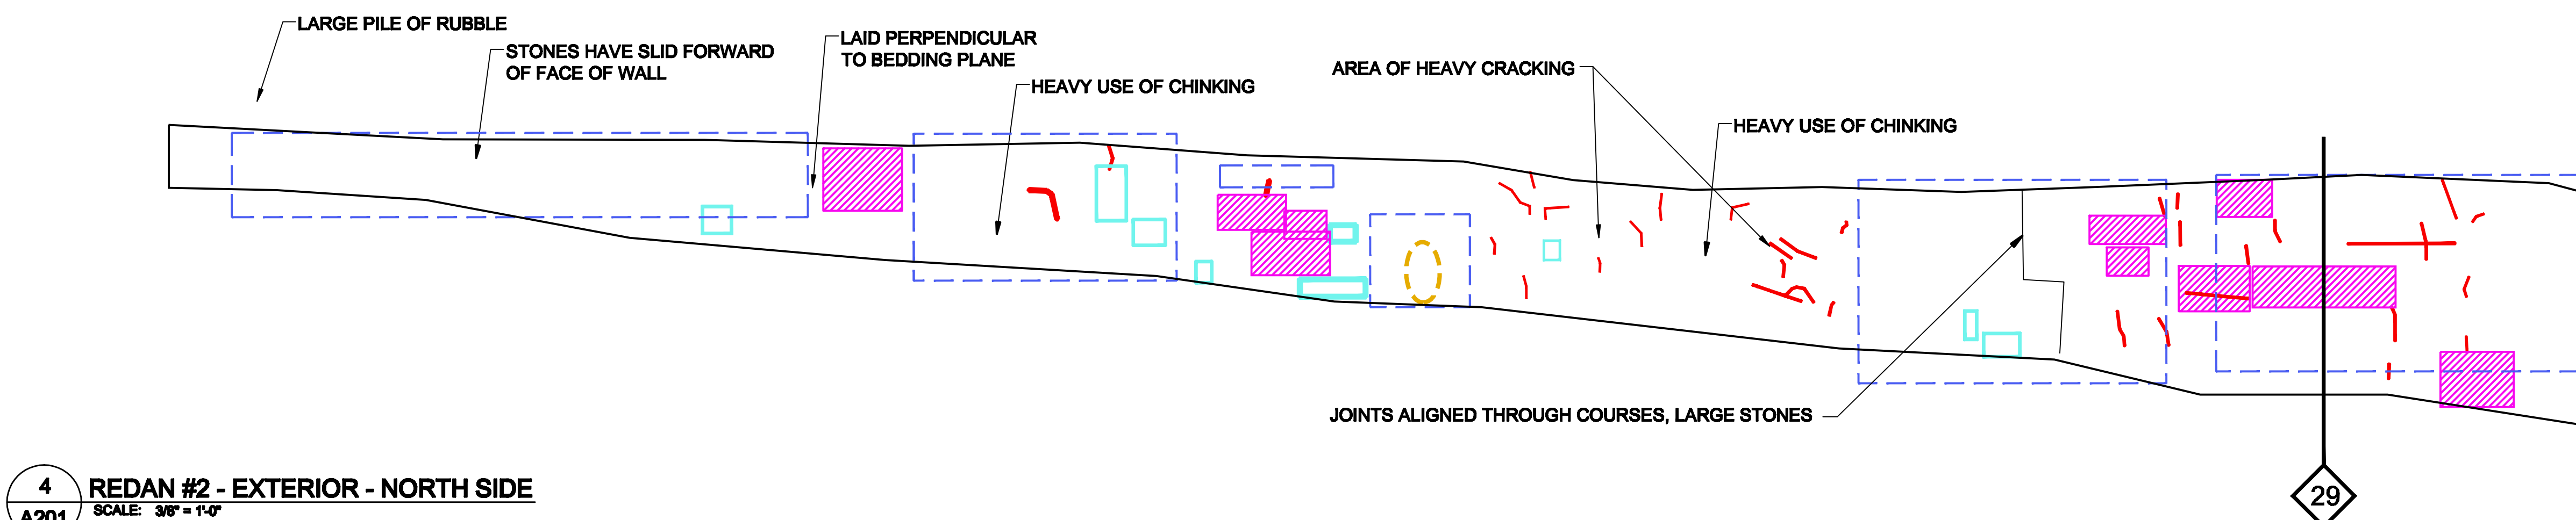 LARGE PILE OF RUBBLE
STONES HAVE SLID FORWARD
OF FACE OF WALL
LAID PERPENDICULAR
TO BEDDING PLANE
HEAVY USE OF CHINKING
AREA OF HEAVY CRACKING
HEAVY USE OF CHINKING
JOINTS ALIGNED THROUGH COURSES, LARGE STONES
4
A201
REDAN #2 - EXTERIOR - NORTH SIDE
SCALE: 3/8" = 1'-0"
29